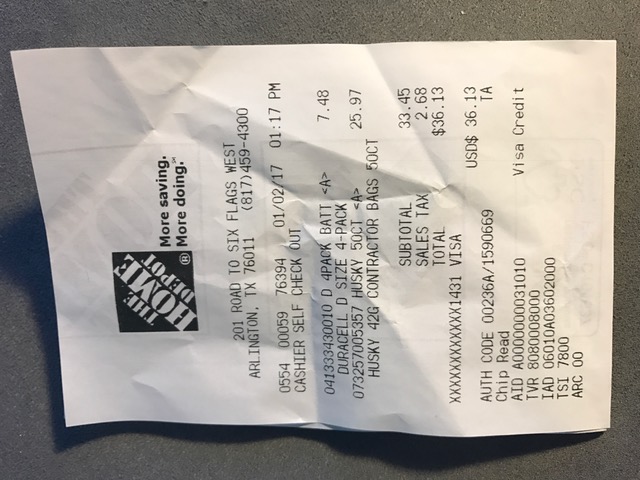 THE
HOME
DEPOT
®
More saving.
More doing.℠
201 ROAD TO SIX FLAGS WEST
ARLINGTON, TX 76011 (817)459-4300
0554 00059 76394 01/02/17 01:17 PM
CASHIER SELF CHECK OUT
041333430010 D 4PACK BATT <A> 7.48
DURACELL D SIZE 4-PACK
073257005357 HUSKY 50CT <A> 25.97
HUSKY 42G CONTRACTOR BAGS 50CT
SUBTOTAL 33.45
SALES TAX 2.68
TOTAL $36.13
XXXXXXXXXXXX1431 VISA
USD$ 36.13
AUTH CODE 00236A/1590669 TA
Chip Read
AID A0000000031010 Visa Credit
TVR 8080008000
IAD 06010A03602000
TSI 7800
ARC 00